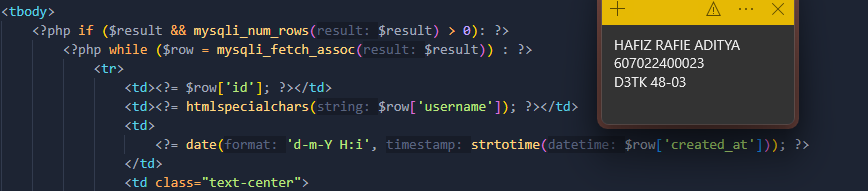 <tbody>
<?php if ($result && mysqli_num_rows(result: $result) > 0): ?>
<?php while ($row = mysqli_fetch_assoc(result: $result)) : ?>
<tr>
<td><?= $row['id']; ?></td>
<td><?= htmlspecialchars(string: $row['username']); ?></td>
<td>
<?= date(format: 'd-m-Y H:i', timestamp: strtotime(datetime: $row['created_at'])); ?>
</td>
<td class="text-center">
HAFIZ RAFIE ADITYA
607022400023
D3TK 48-03